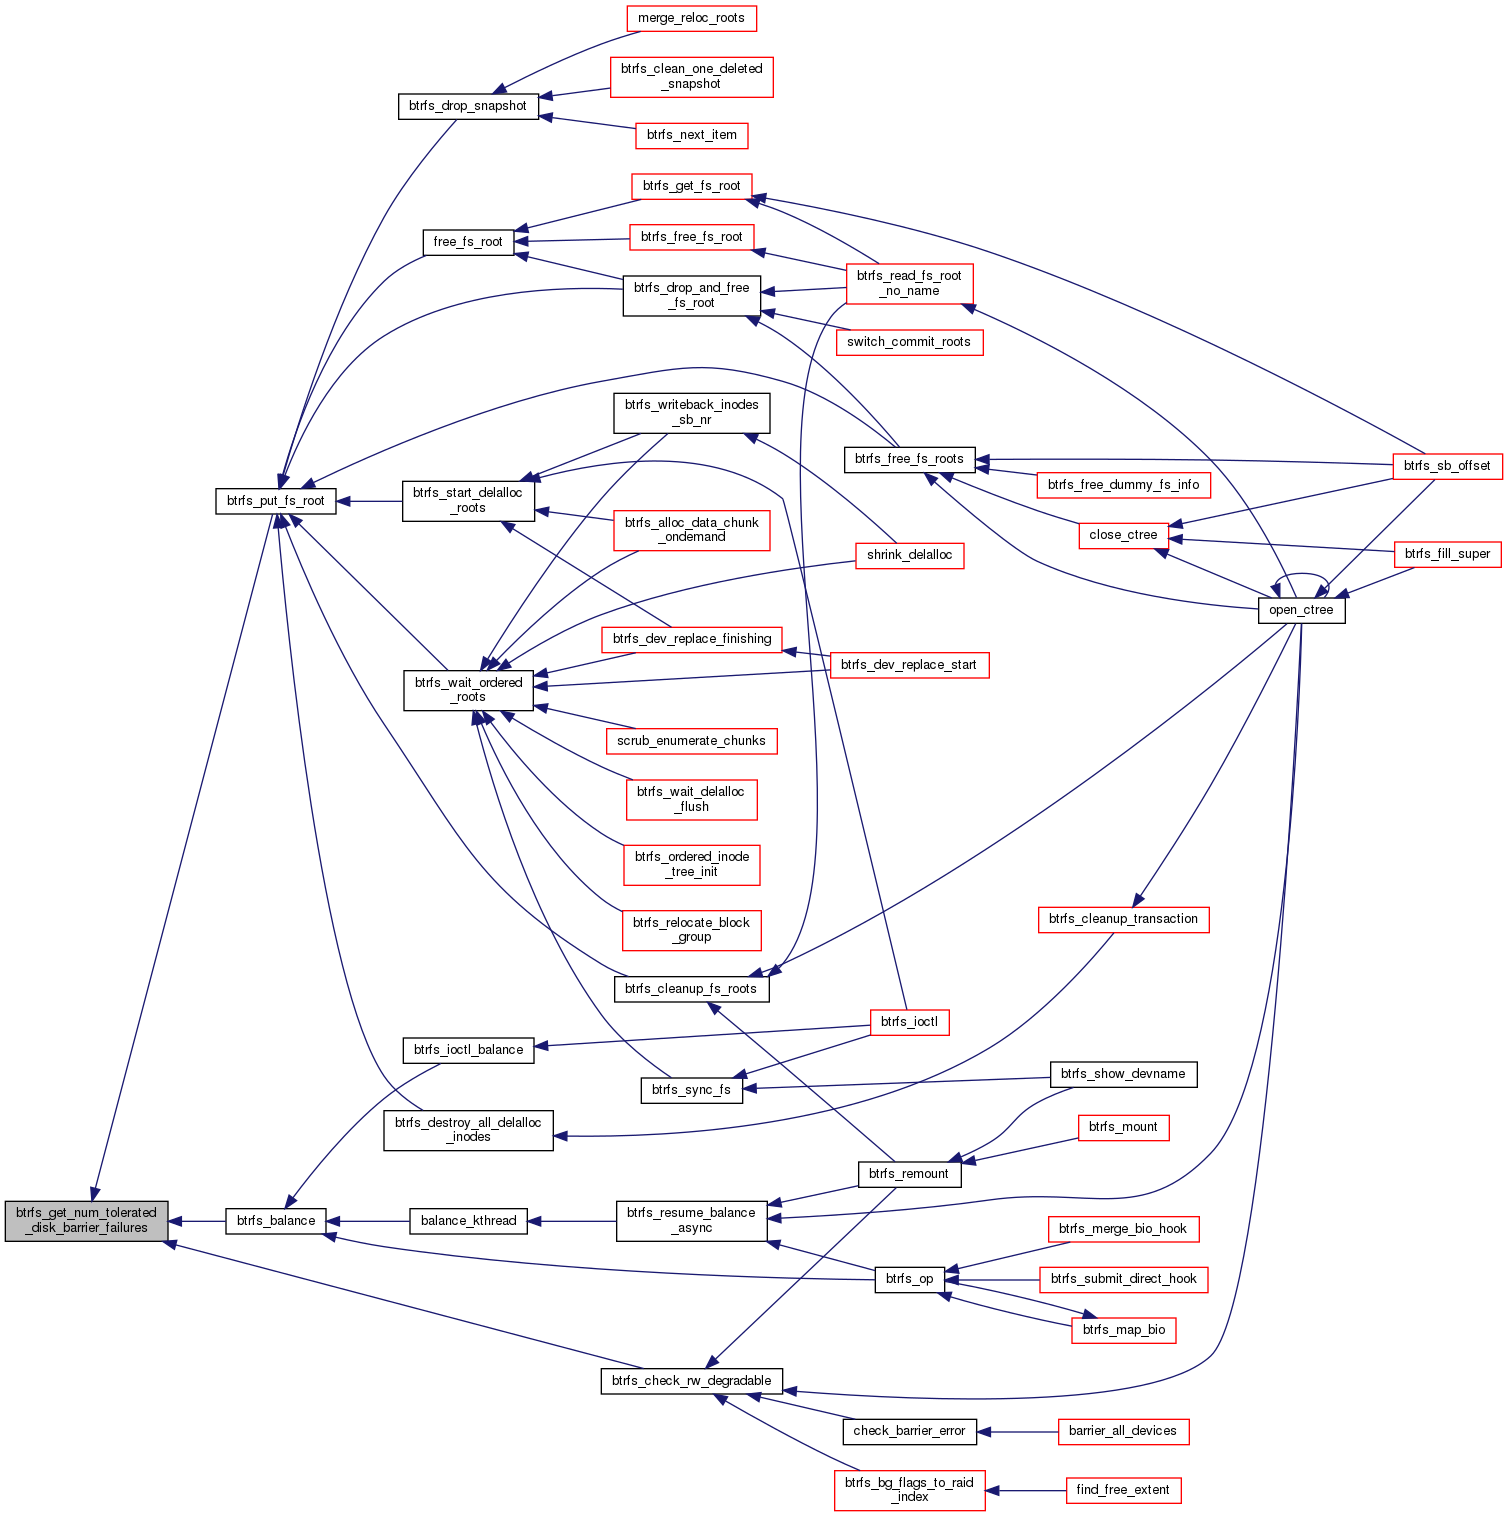 merge_reloc_roots
btrfs_clean_one_deleted
_snapshot
btrfs_drop_snapshot
btrfs_next_item
btrfs_get_fs_root
free_fs_root
btrfs_free_fs_root
btrfs_drop_and_free
_fs_root
btrfs_read_fs_root
_no_name
switch_commit_roots
btrfs_writeback_inodes
_sb_nr
btrfs_free_fs_roots
btrfs_sb_offset
btrfs_free_dummy_fs_info
btrfs_put_fs_root
btrfs_start_delalloc
_roots
btrfs_alloc_data_chunk
_ondemand
close_ctree
shrink_delalloc
btrfs_fill_super
open_ctree
btrfs_dev_replace_finishing
btrfs_dev_replace_start
btrfs_wait_ordered
_roots
scrub_enumerate_chunks
btrfs_wait_delalloc
_flush
btrfs_ordered_inode
_tree_init
btrfs_relocate_block
_group
btrfs_cleanup_transaction
btrfs_cleanup_fs_roots
btrfs_ioctl
btrfs_ioctl_balance
btrfs_sync_fs
btrfs_show_devname
btrfs_destroy_all_delalloc
_inodes
btrfs_mount
btrfs_remount
btrfs_get_num_tolerated
_disk_barrier_failures
btrfs_balance
balance_kthread
btrfs_resume_balance
_async
btrfs_merge_bio_hook
btrfs_op
btrfs_submit_direct_hook
btrfs_map_bio
btrfs_check_rw_degradable
check_barrier_error
barrier_all_devices
btrfs_bg_flags_to_raid
_index
find_free_extent